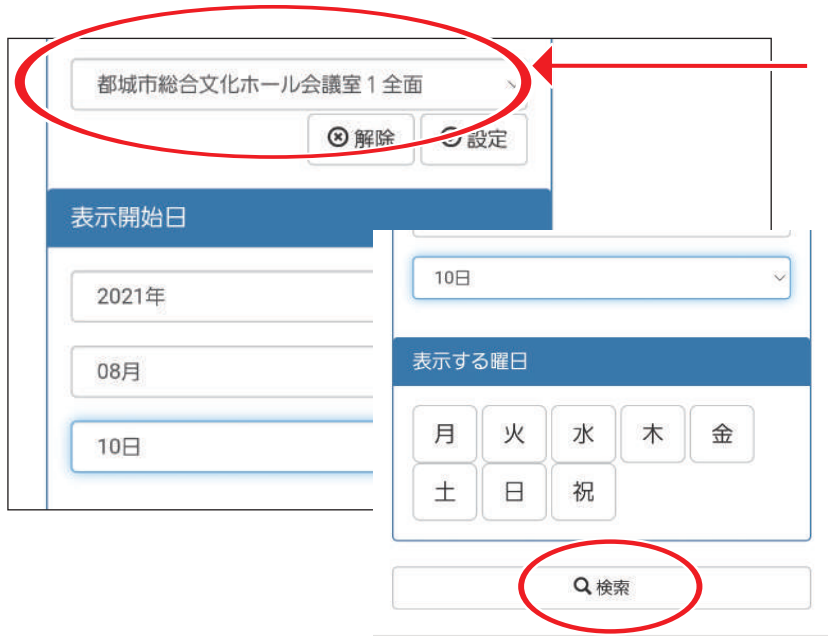 都城市総合文化ホール会議室1全面
解除
設定
表示開始日
2021年
08月
10日
10日
表示する曜日
月 火 水 木 金
土 日 祝
検索